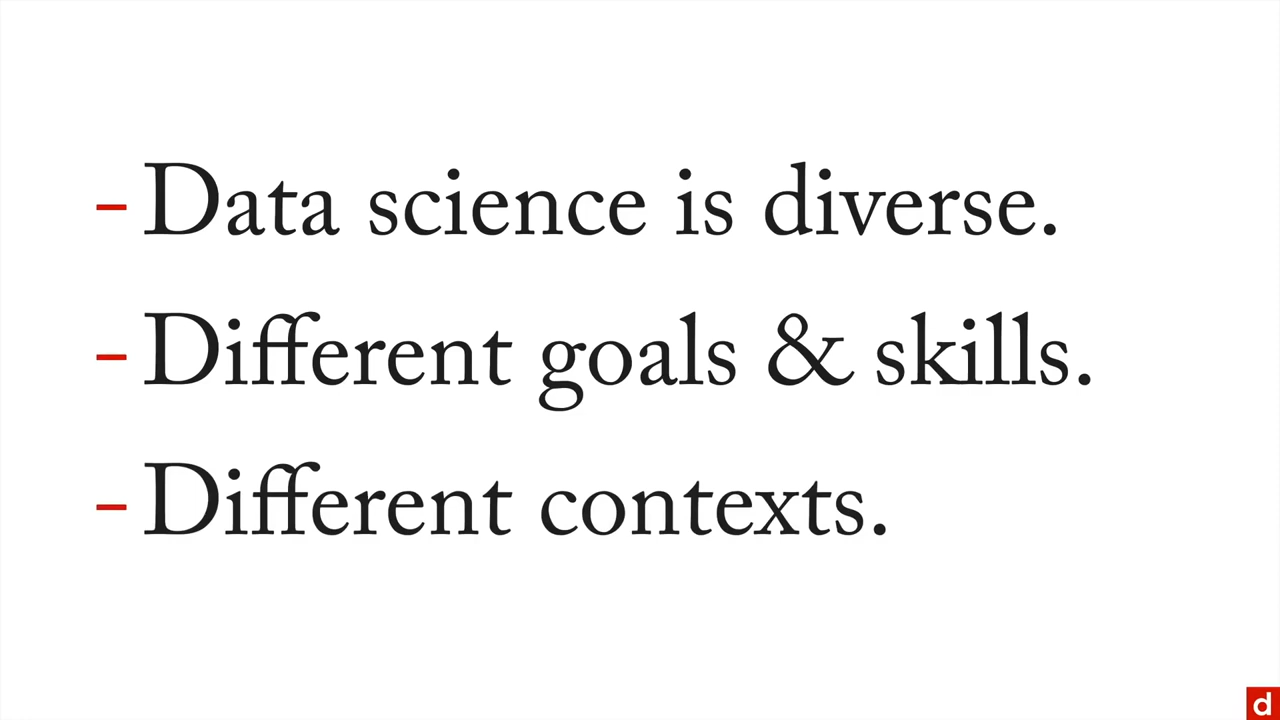 – Data science is diverse.
– Different goals & skills.
– Different contexts.
d